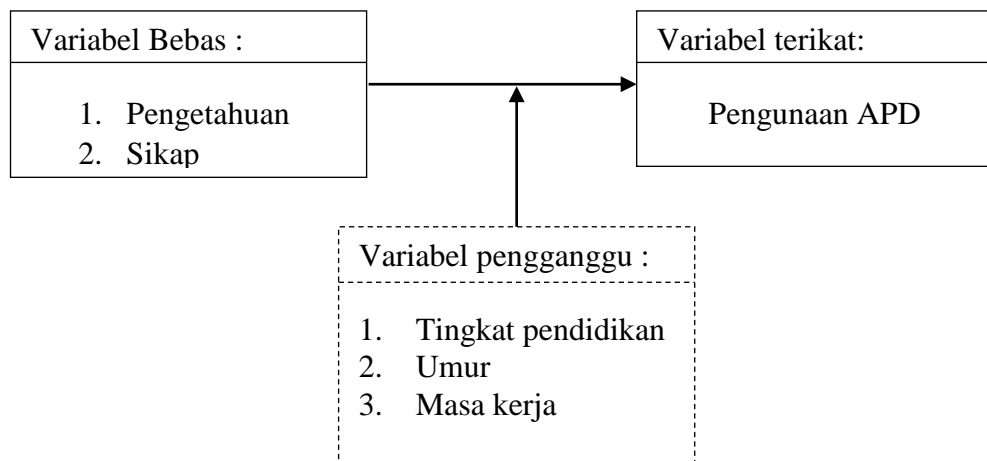 Variabel Bebas :
1. Pengetahuan
2. Sikap
Variabel terikat:
Pengunaan APD
Variabel pengganggu :
1. Tingkat pendidikan
2. Umur
3. Masa kerja